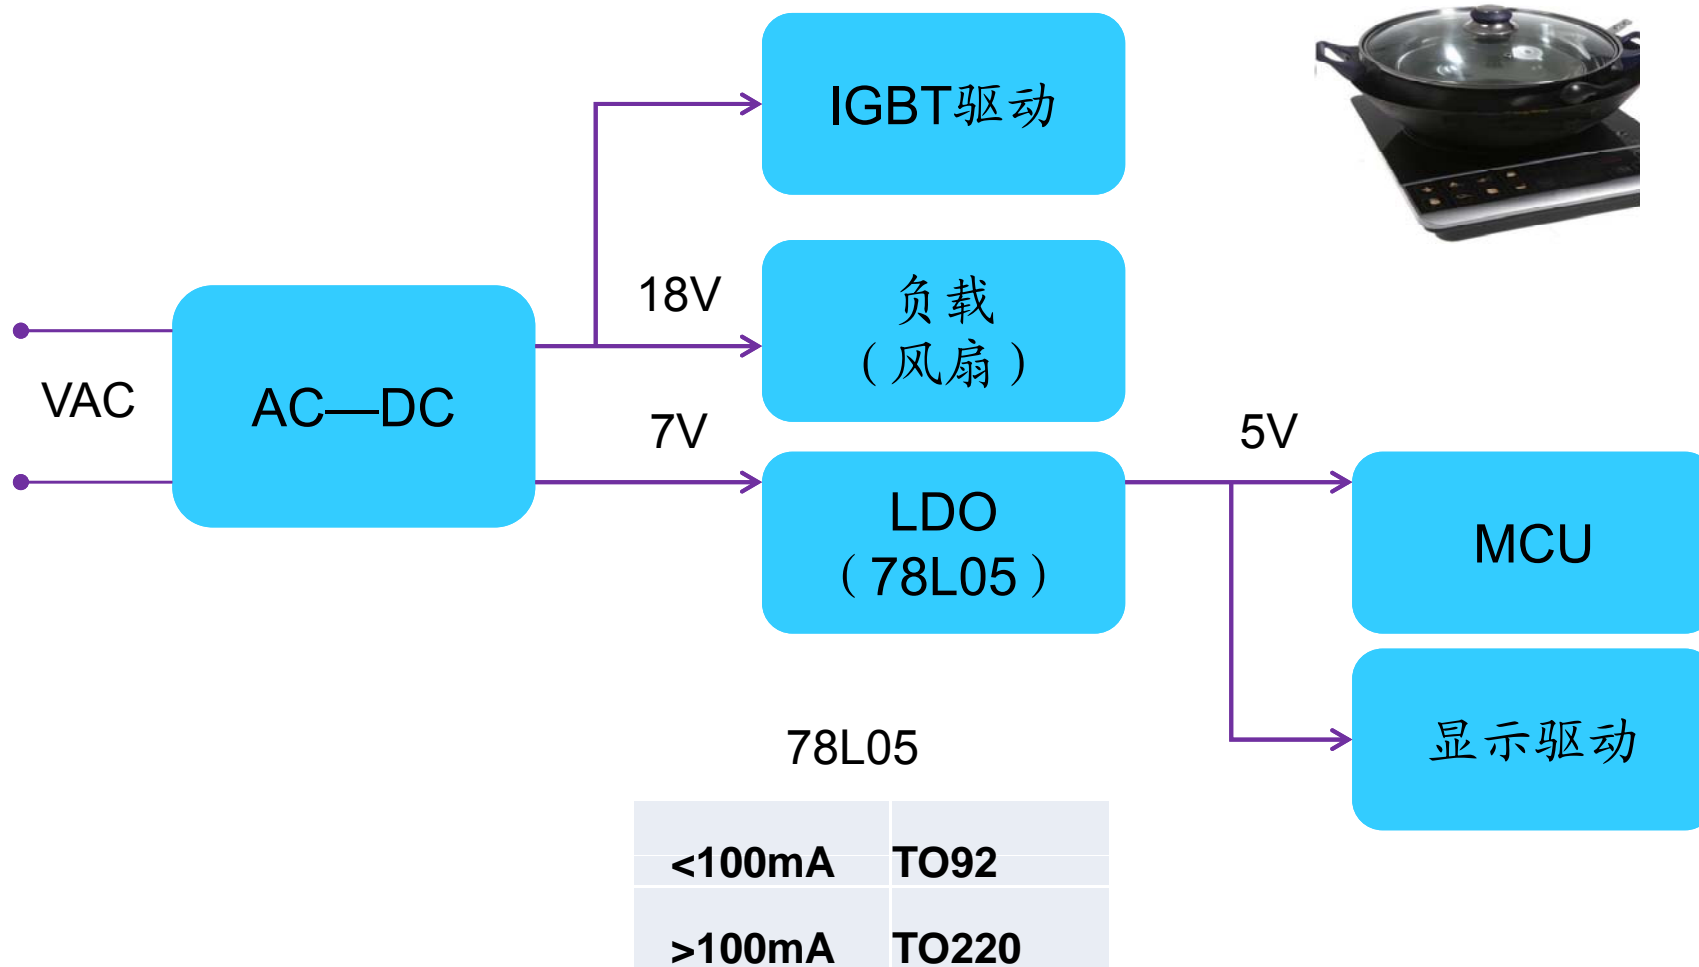 IGBT驱动
18V
负载
（风扇）
VAC
AC—DC
7V
5V
LDO
（78L05）
MCU
显示驱动
78L05
<100mA TO92
>100mA TO220